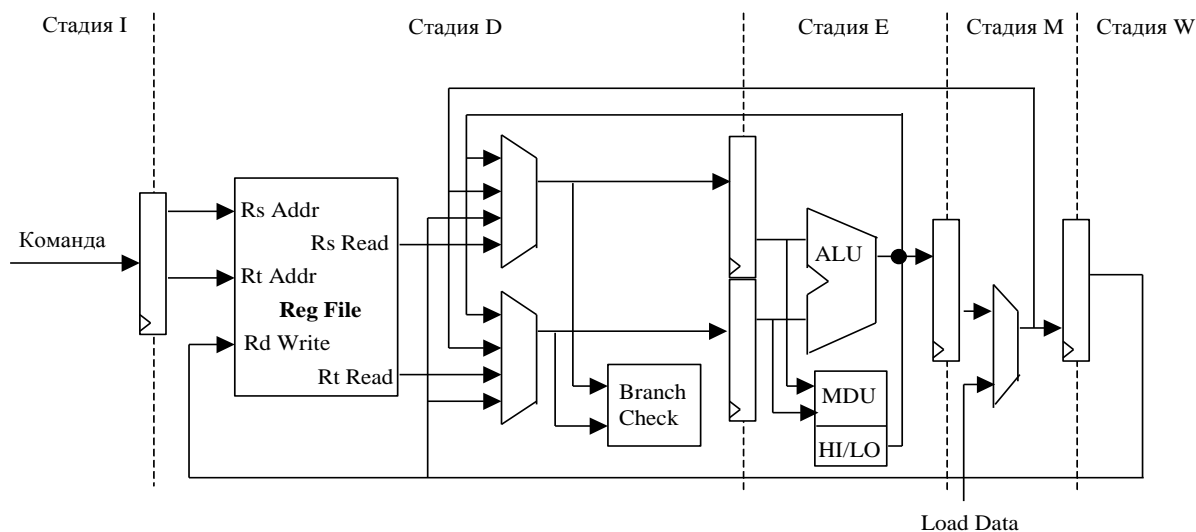 Стадия I
Стадия D
Стадия E
Стадия M
Стадия W
Команда
Rs Addr
Rs Read
Rt Addr
Reg File
Rd Write
Rt Read
Branch
Check
ALU
MDU
HI/LO
Load Data